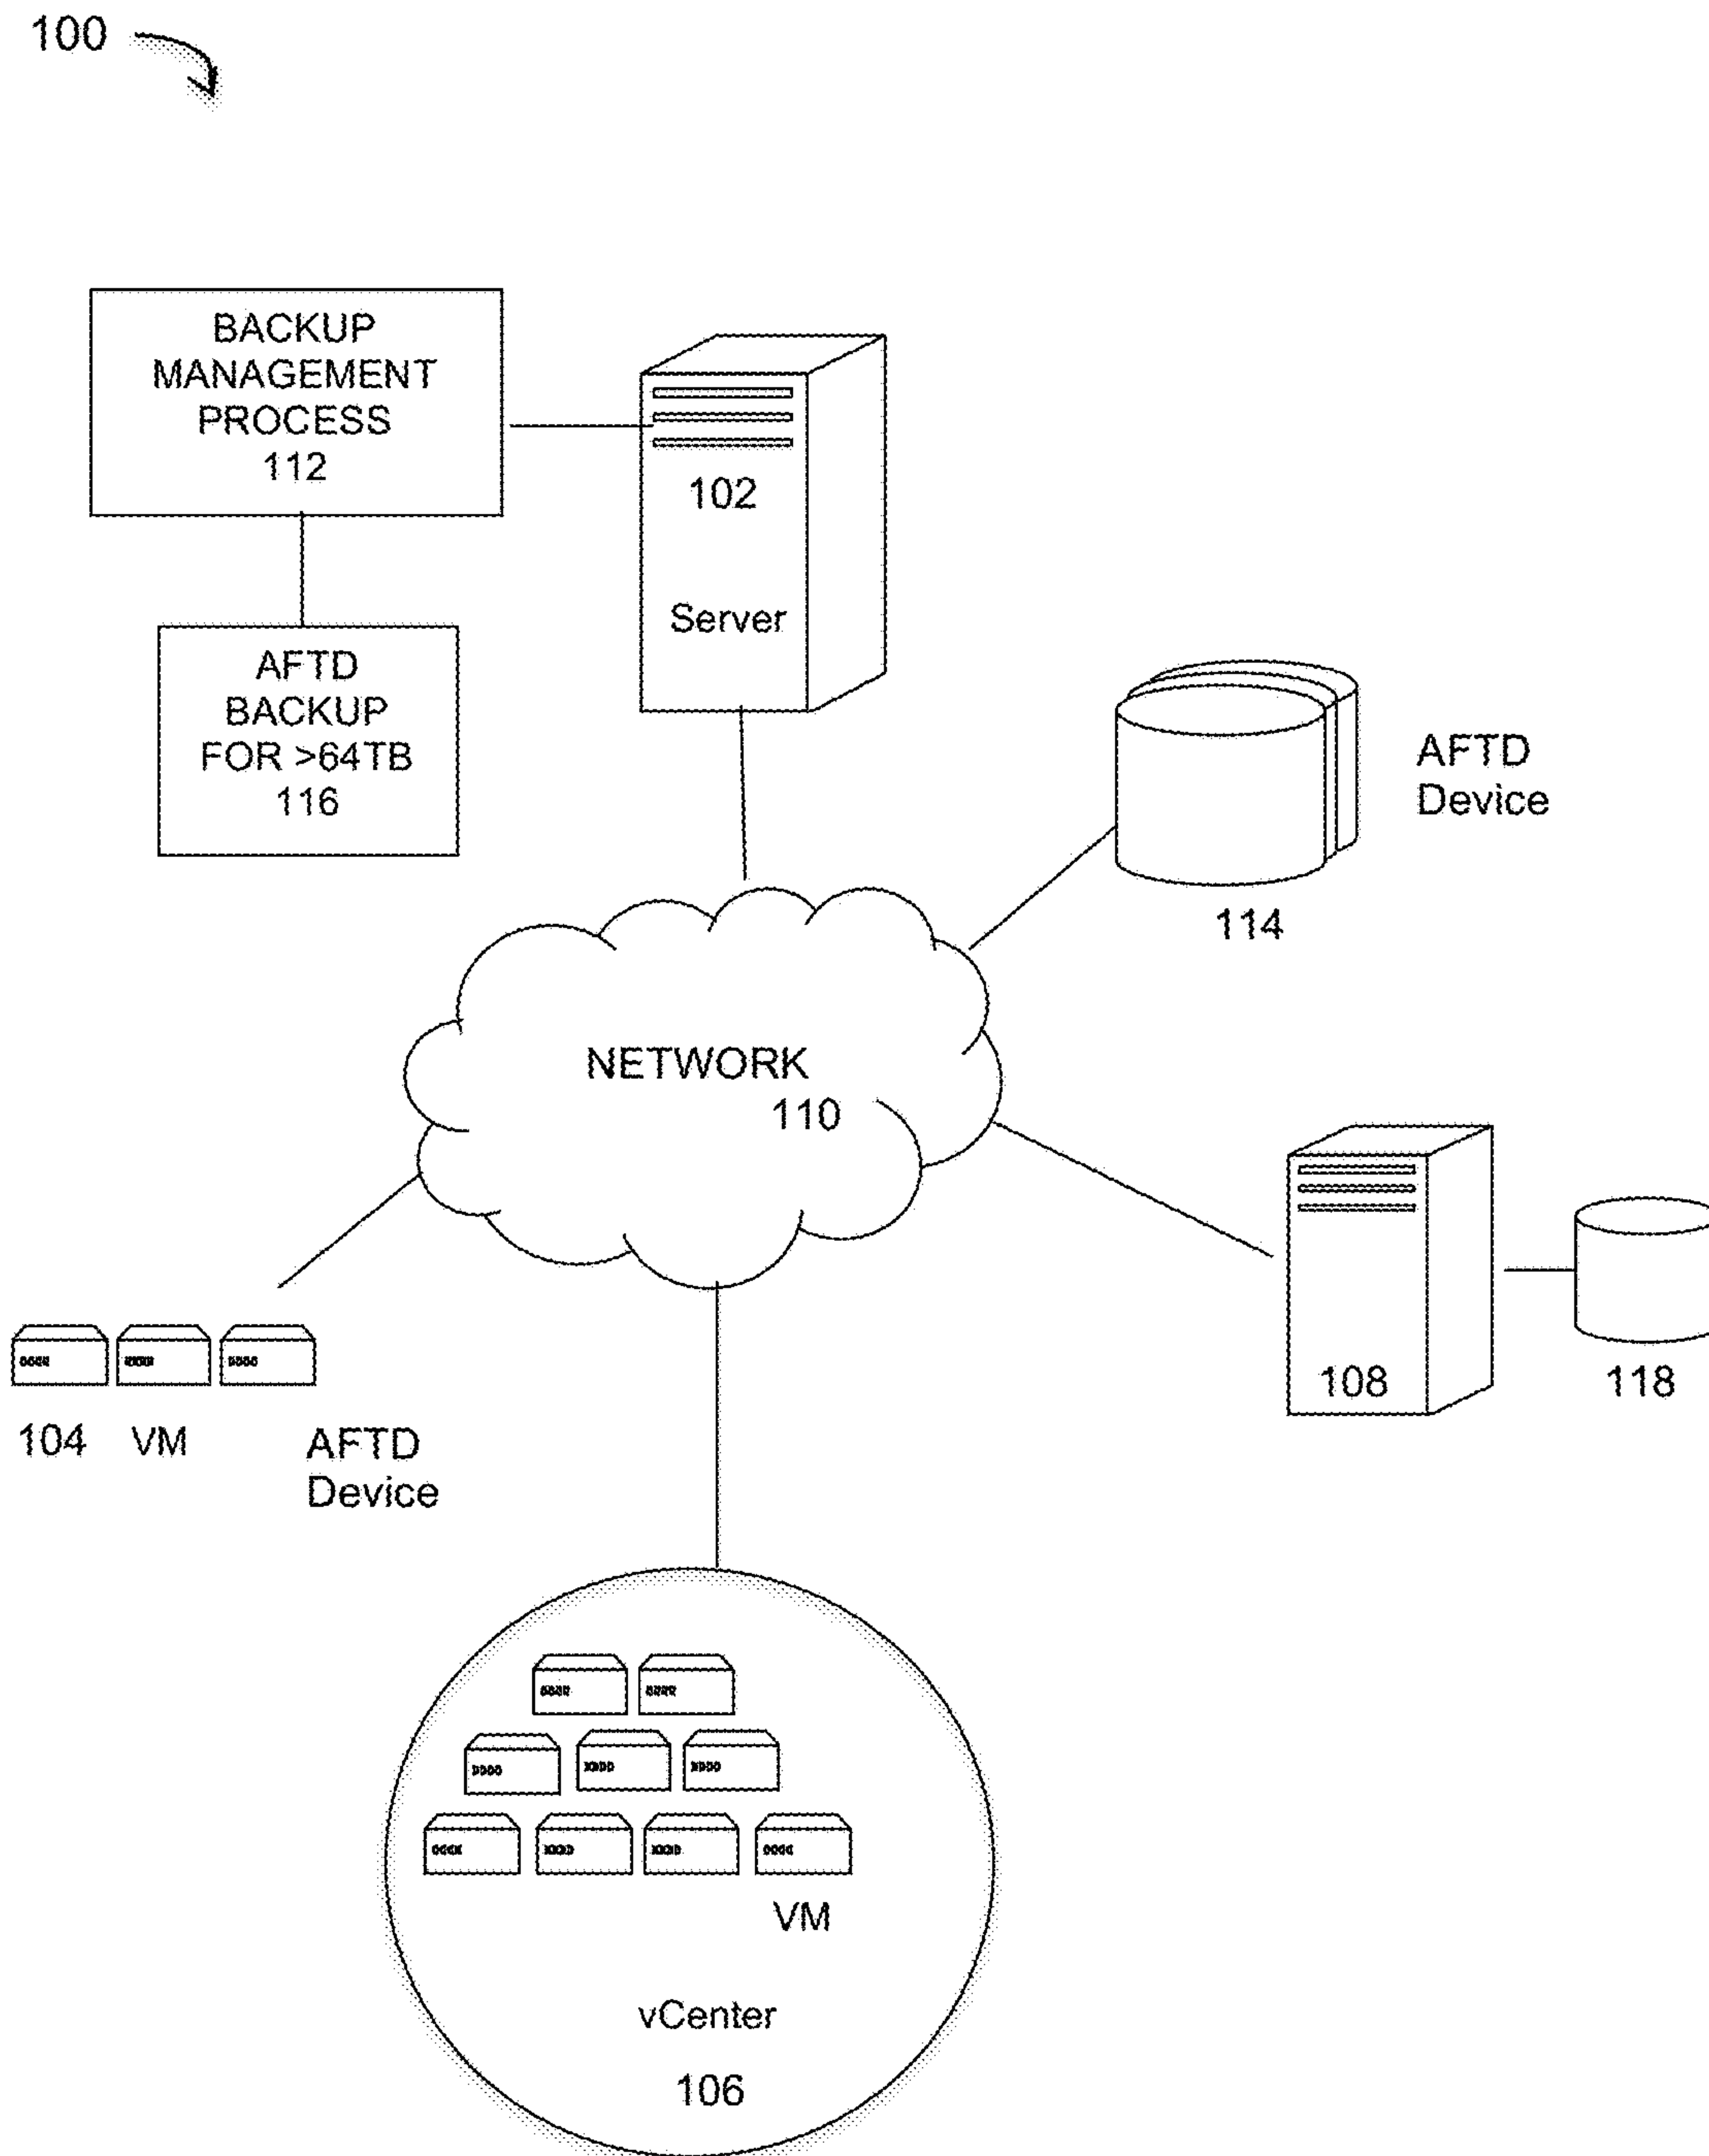 100
BACKUP
MANAGEMENT
PROCESS
112
102
Server
AFTD
BACKUP
FOR >64TB
116
AFTD
Device
114
NETWORK
110
108
118
104 VM
AFTD
Device
VM
vCenter
106